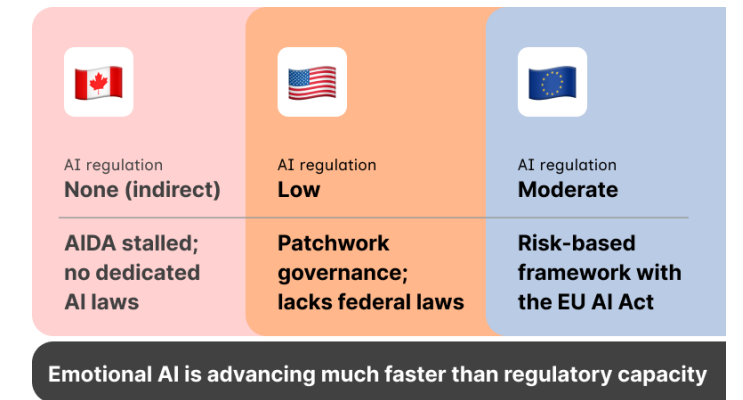 AI regulation
None (indirect)
AIDA stalled;
no dedicated
AI laws
AI regulation
Low
Patchwork
governance;
lacks federal laws
AI regulation
Moderate
Risk-based
framework with
the EU AI Act
Emotional AI is advancing much faster than regulatory capacity